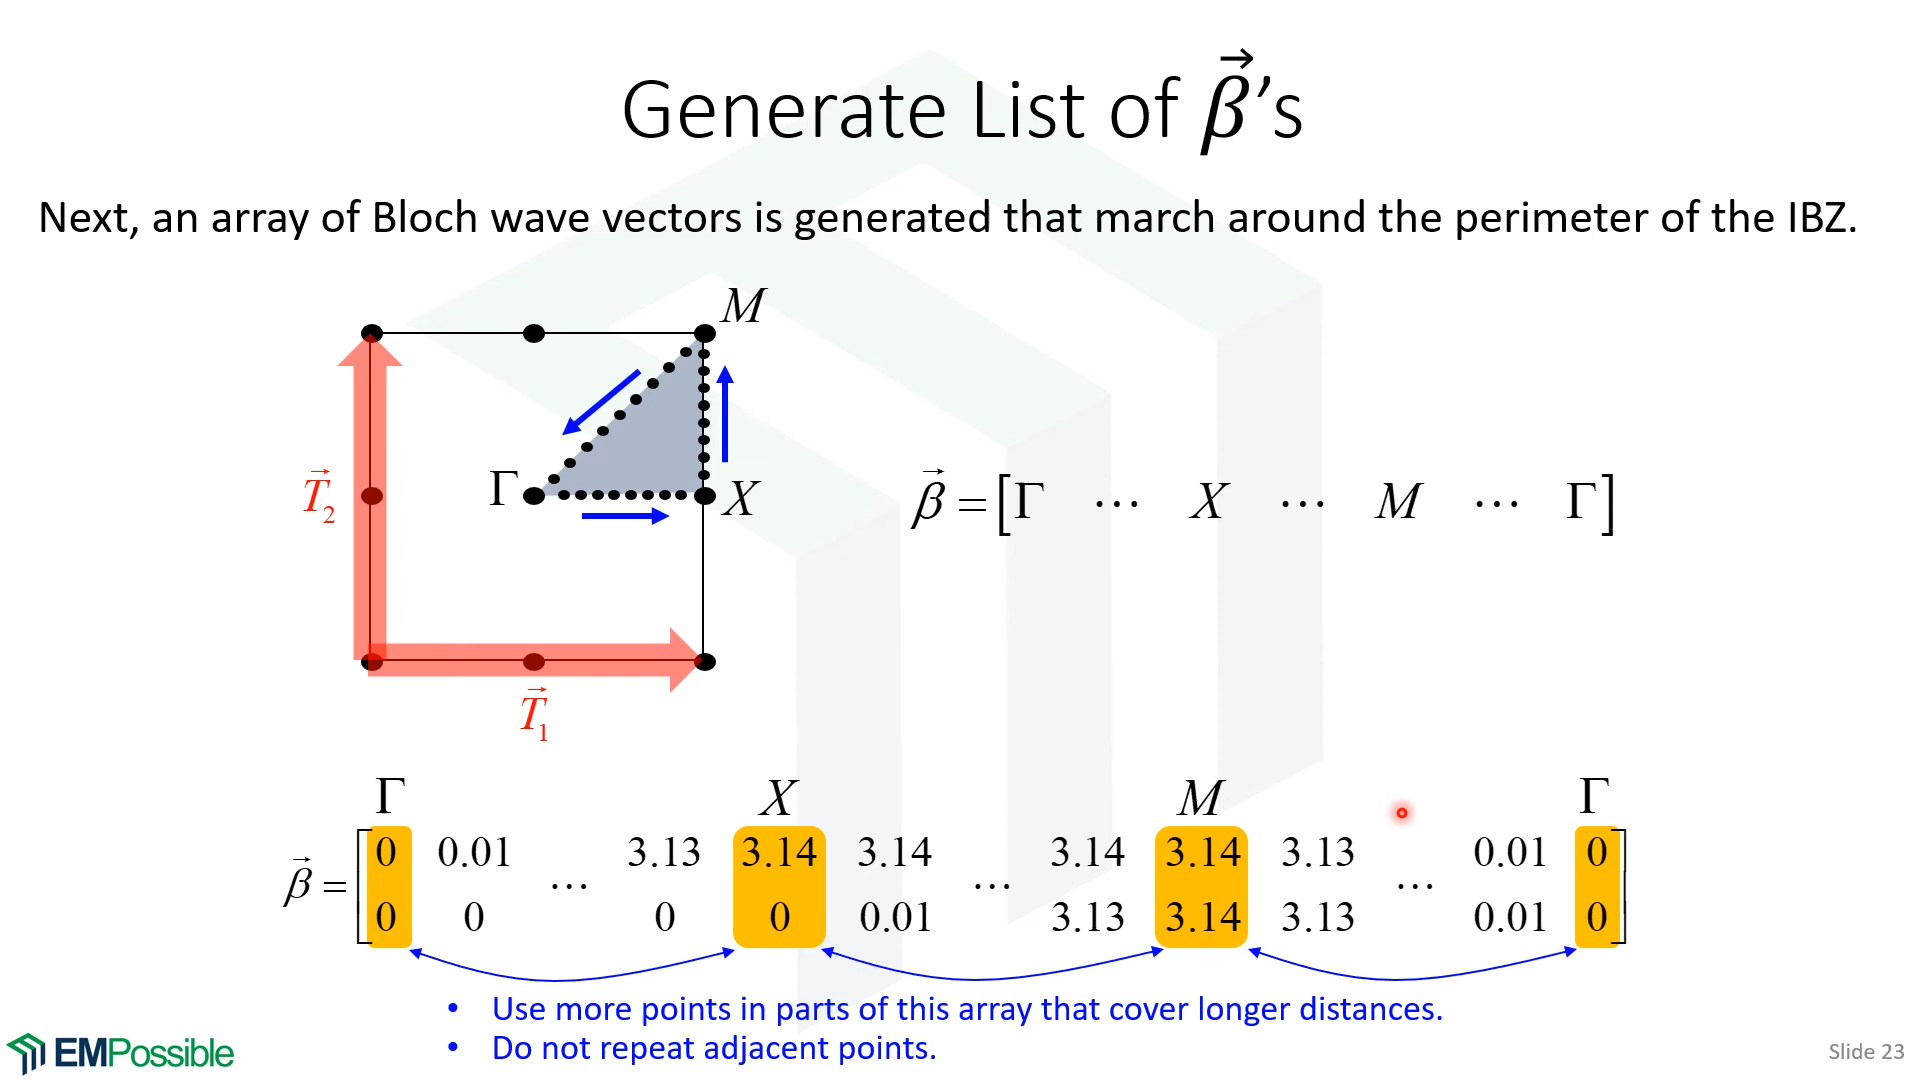 Generate List of β⃗'s
Next, an array of Bloch wave vectors is generated that march around the perimeter of the IBZ.
M
Γ
X
T⃗₂
T⃗₁
β⃗ = [Γ ⋯ X ⋯ M ⋯ Γ]
Γ X M Γ
0 0.01 3.13 3.14 3.14 3.14 3.14 3.13 0.01 0
β⃗ = ⋯ ⋯ ⋯
0 0 0 0 0.01 3.13 3.14 3.13 0.01 0
• Use more points in parts of this array that cover longer distances.
• Do not repeat adjacent points.
EMPossible
Slide 23